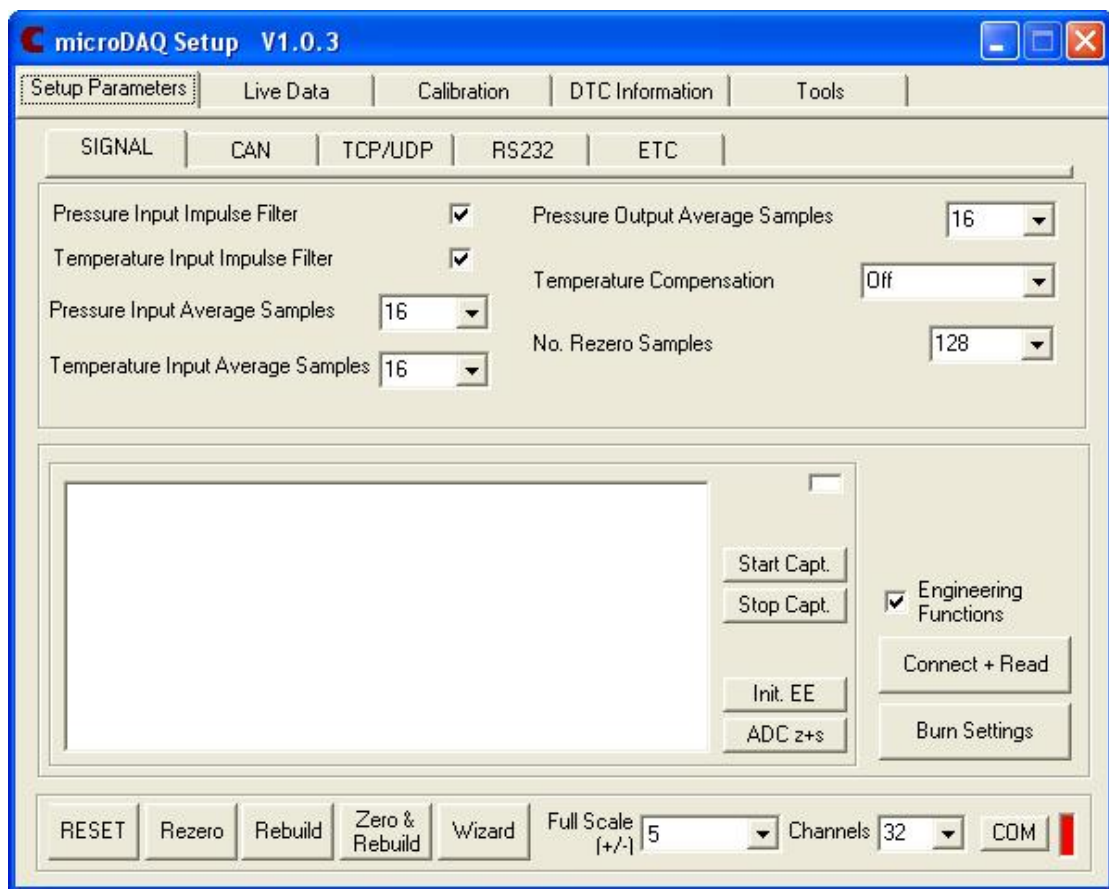 microDAQ Setup V1.0.3
Setup Parameters Live Data Calibration DTC Information Tools
SIGNAL CAN TCP/UDP RS232 ETC
Pressure Input Impulse Filter
Temperature Input Impulse Filter
Pressure Input Average Samples 16
Temperature Input Average Samples 16
Pressure Output Average Samples 16
Temperature Compensation Off
No. Rezero Samples 128
Start Capt.
Stop Capt.
Init. EE
ADC z+s
Engineering
Functions
Connect + Read
Burn Settings
RESET Rezero Rebuild
Zero &
Rebuild
Wizard
Full Scale
(+/-) 5
Channels 32
COM